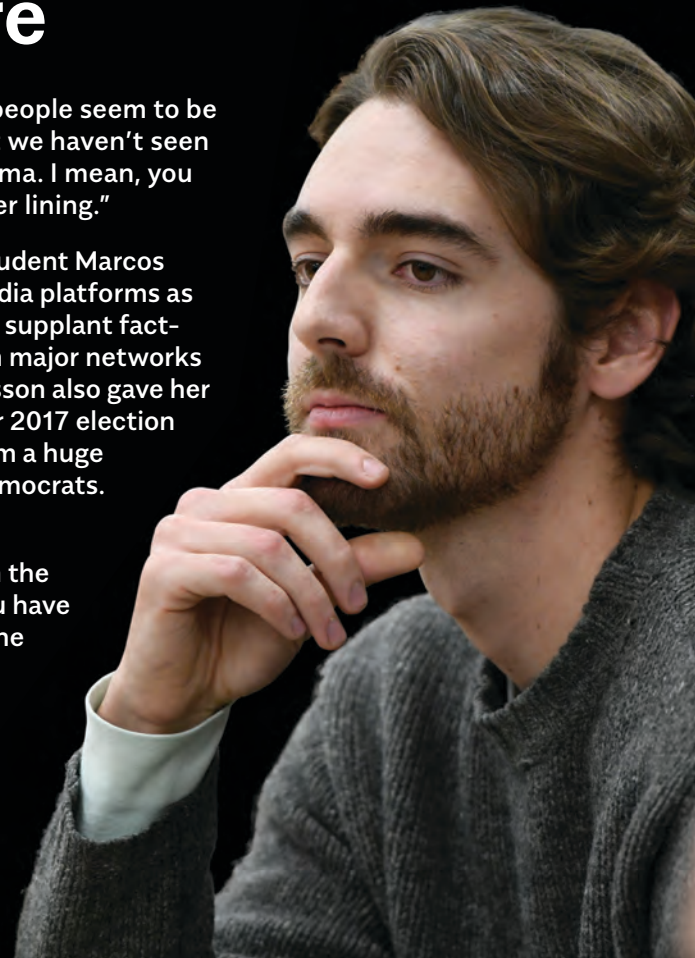 re
people seem to be
we haven’t seen
ma. I mean, you
er lining.”
udent Marcos
dia platforms as
supplant fact-
major networks
sson also gave her
2017 election
m a huge
mocrats.
the
u have
ne